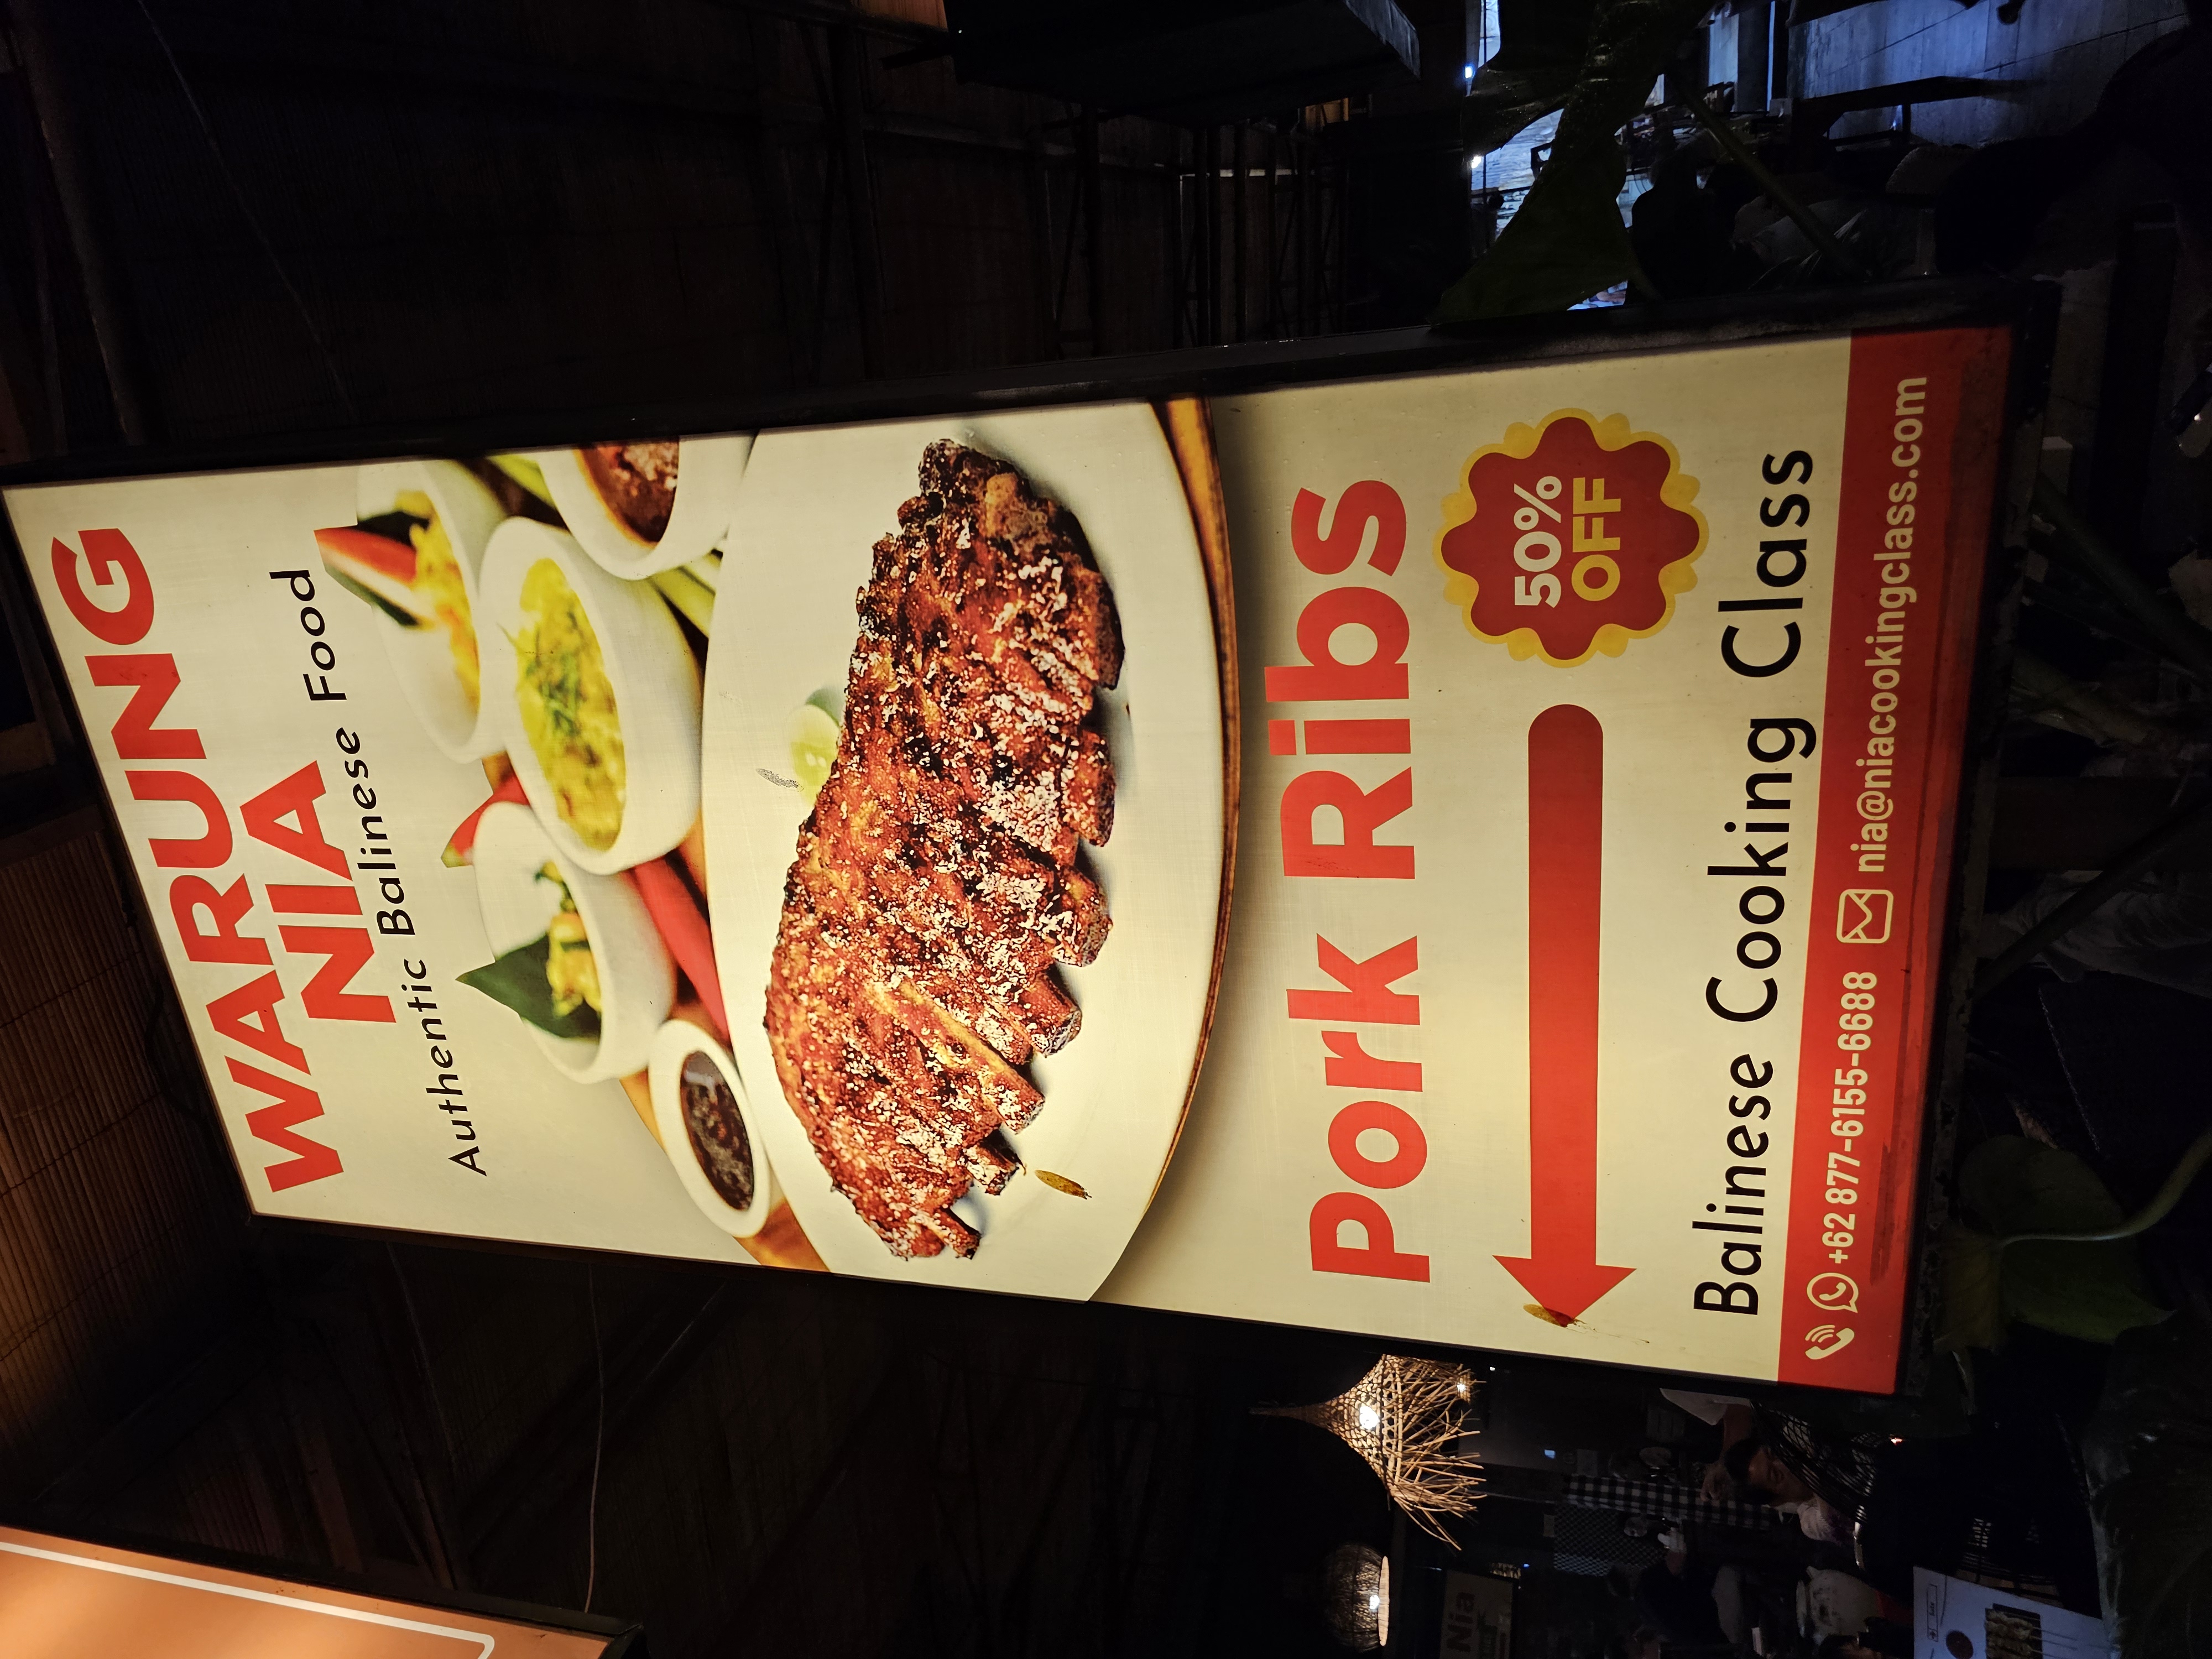 WARUNG
NIA
Authentic Balinese Food
Pork Ribs
50%
OFF
Balinese Cooking Class
+62 877-6155-6688 nia@niacookingclass.com
Nia